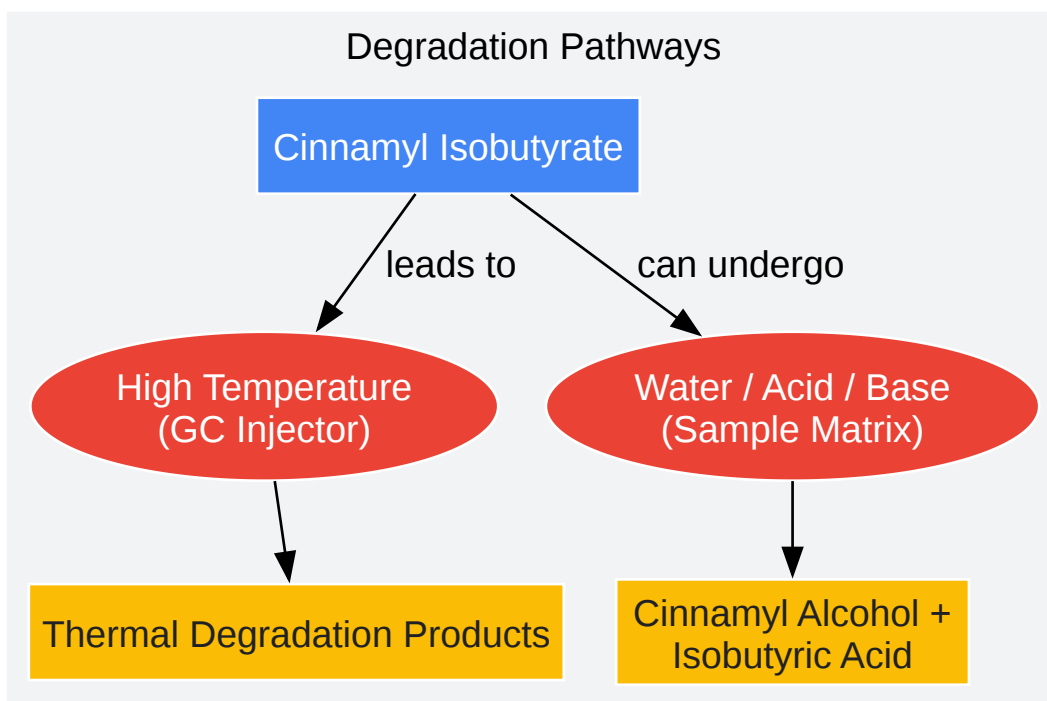 Degradation Pathways
Cinnamyl Isobutyrate
leads to
can undergo
High Temperature
(GC Injector)
Water / Acid / Base
(Sample Matrix)
Thermal Degradation Products
Cinnamyl Alcohol +
Isobutyric Acid